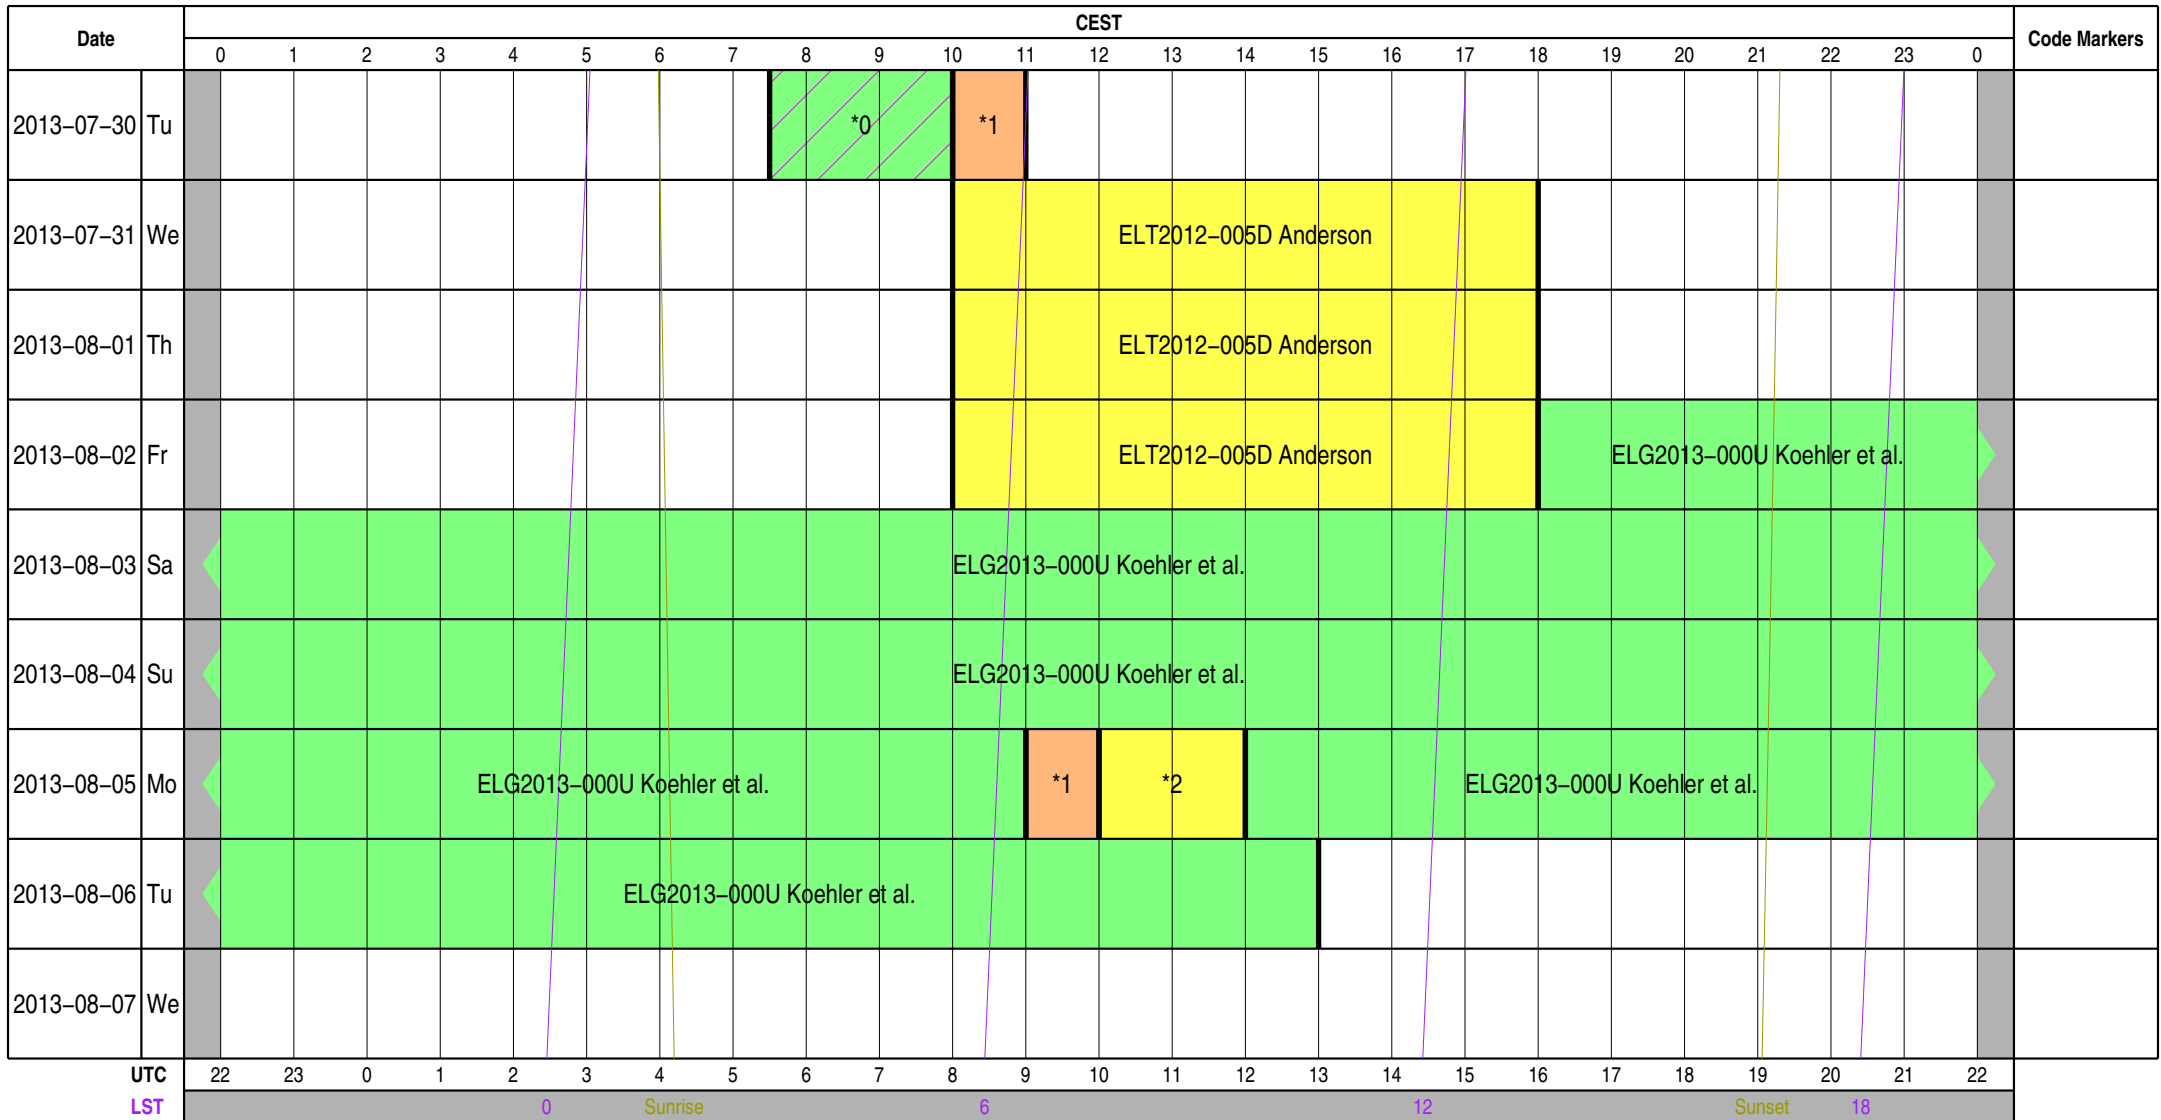 Date CEST Code Markers
0 1 2 3 4 5 6 7 8 9 10 11 12 13 14 15 16 17 18 19 20 21 22 23 0
2013-07-30 Tu *0 *1
2013-07-31 We ELT2012-005D Anderson
2013-08-01 Th ELT2012-005D Anderson
2013-08-02 Fr ELT2012-005D Anderson ELG2013-000U Koehler et al.
2013-08-03 Sa ELG2013-000U Koehler et al.
2013-08-04 Su ELG2013-000U Koehler et al.
2013-08-05 Mo ELG2013-000U Koehler et al. *1 *2 ELG2013-000U Koehler et al.
2013-08-06 Tu ELG2013-000U Koehler et al.
2013-08-07 We
UTC 22 23 0 1 2 3 4 5 6 7 8 9 10 11 12 13 14 15 16 17 18 19 20 21 22
LST 0 Sunrise 6 12 Sunset 18